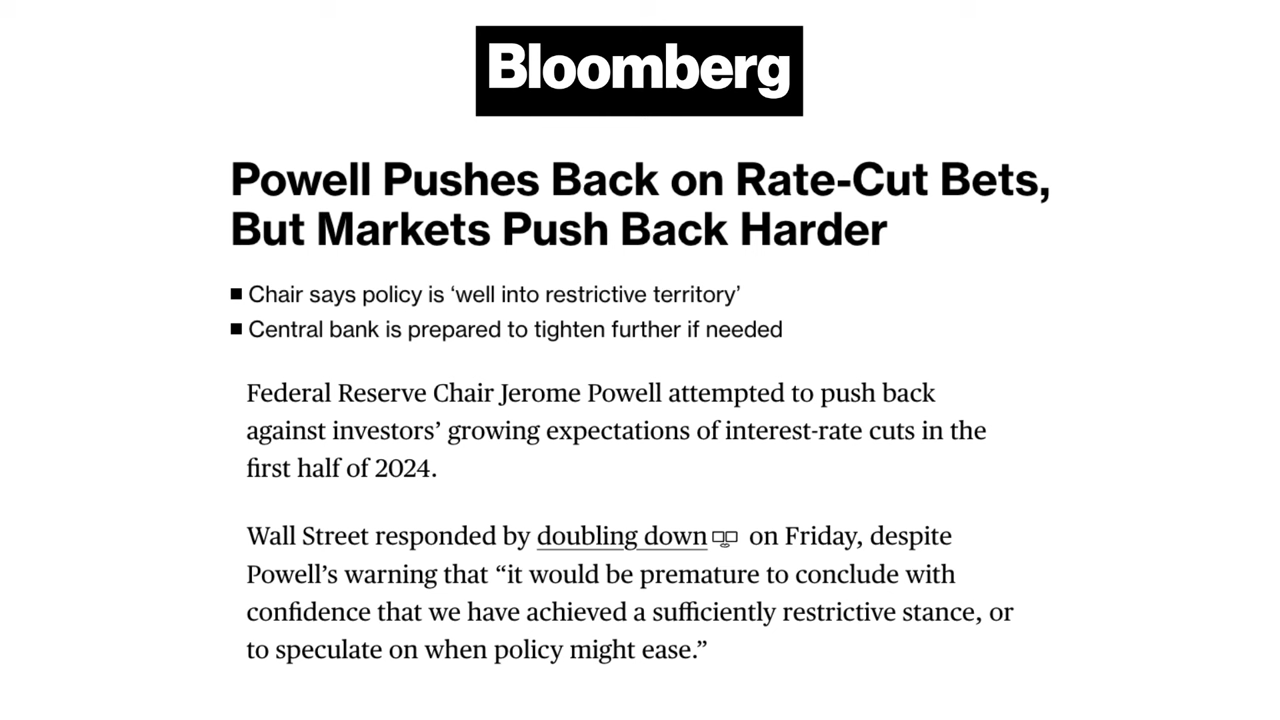 Bloomberg
Powell Pushes Back on Rate-Cut Bets,
But Markets Push Back Harder
■ Chair says policy is ‘well into restrictive territory’
■ Central bank is prepared to tighten further if needed
Federal Reserve Chair Jerome Powell attempted to push back
against investors’ growing expectations of interest-rate cuts in the
first half of 2024.
Wall Street responded by doubling down on Friday, despite
Powell’s warning that “it would be premature to conclude with
confidence that we have achieved a sufficiently restrictive stance, or
to speculate on when policy might ease.”